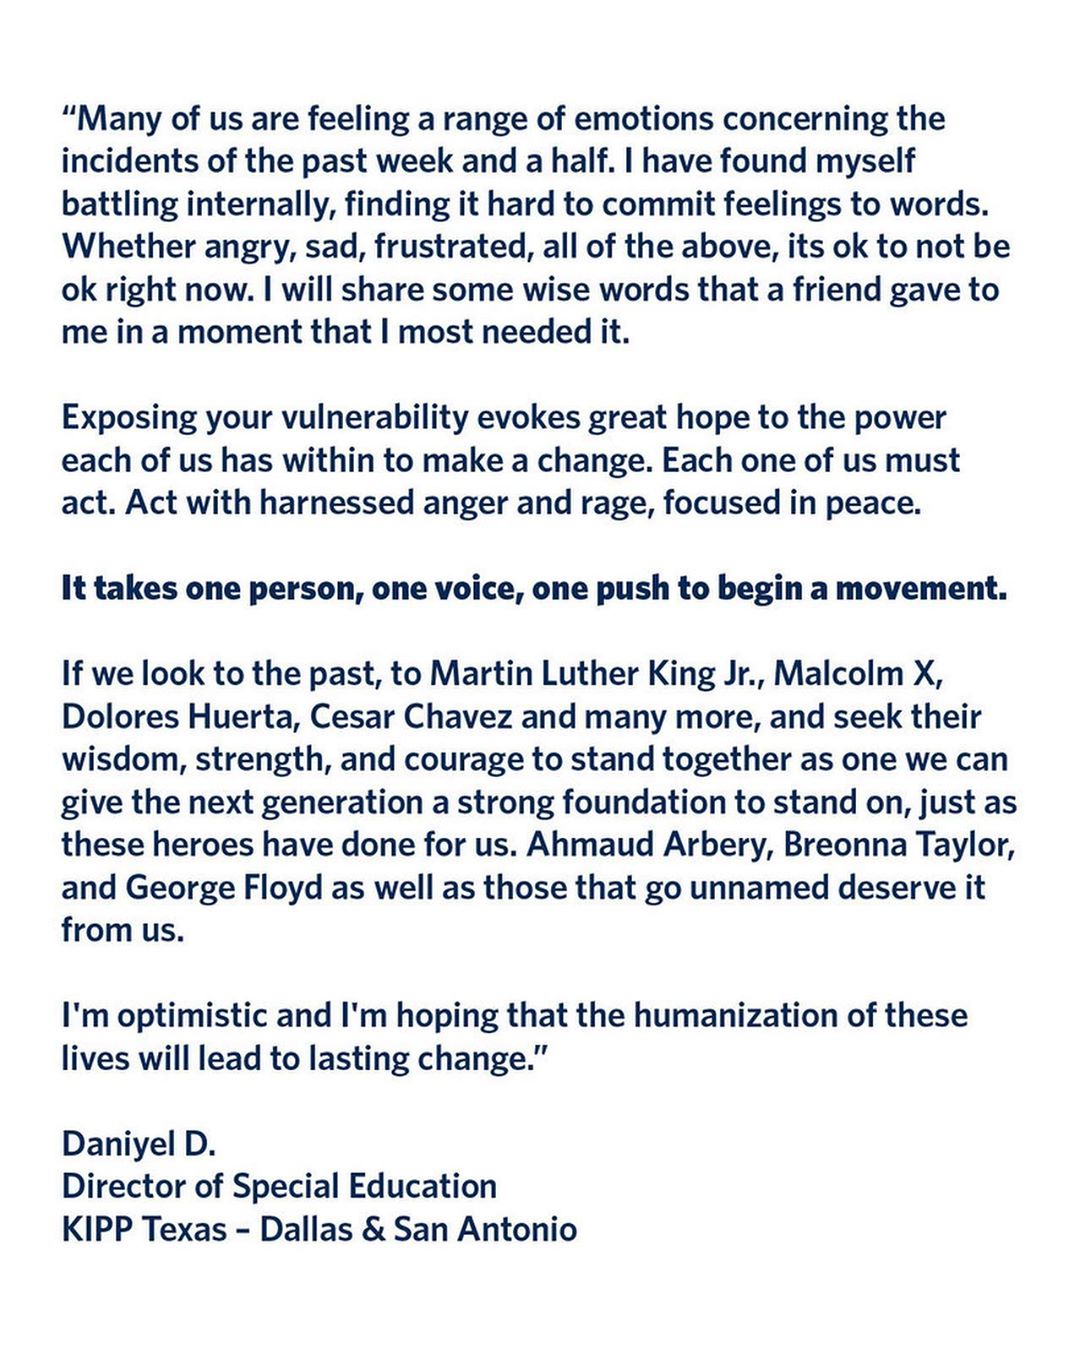 “Many of us are feeling a range of emotions concerning the
incidents of the past week and a half. I have found myself
battling internally, finding it hard to commit feelings to words.
Whether angry, sad, frustrated, all of the above, its ok to not be
ok right now. I will share some wise words that a friend gave to
me in a moment that I most needed it.
Exposing your vulnerability evokes great hope to the power
each of us has within to make a change. Each one of us must
act. Act with harnessed anger and rage, focused in peace.
It takes one person, one voice, one push to begin a movement.
If we look to the past, to Martin Luther King Jr., Malcolm X,
Dolores Huerta, Cesar Chavez and many more, and seek their
wisdom, strength, and courage to stand together as one we can
give the next generation a strong foundation to stand on, just as
these heroes have done for us. Ahmaud Arbery, Breonna Taylor,
and George Floyd as well as those that go unnamed deserve it
from us.
I'm optimistic and I'm hoping that the humanization of these
lives will lead to lasting change.”
Daniyel D.
Director of Special Education
KIPP Texas – Dallas & San Antonio